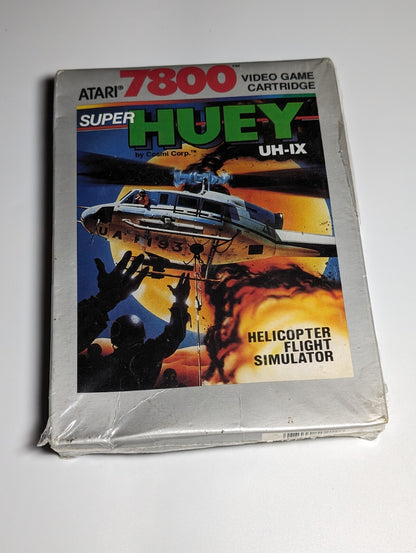 ATARI® 7800™ VIDEO GAME
CARTRIDGE
SUPER HUEY
UH-IX
by Cosmi Corp.™
HELICOPTER
FLIGHT
SIMULATOR